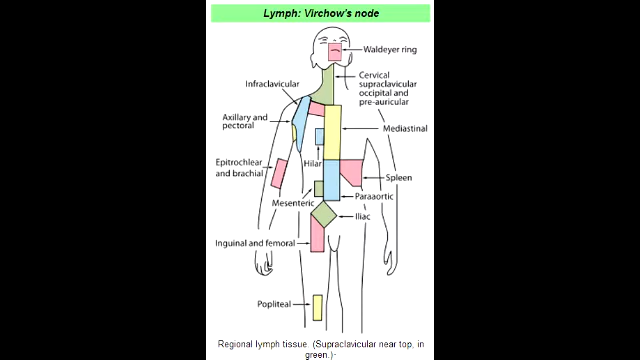 Lymph: Virchow's node
Waldeyer ring
Cervical
supraclavicular
occipital and
pre-auricular
Infraclavicular
Axillary and
pectoral
Mediastinal
Hilar
Epitrochlear
and brachial
Spleen
Mesenteric
Paraaortic
Iliac
Inguinal and femoral
Popliteal
Regional lymph tissue. (Supraclavicular near top, in
green.)-